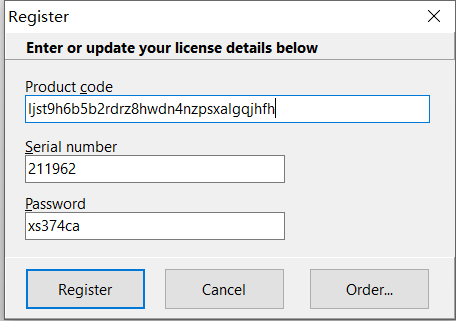 Register
Enter or update your license details below
Product code
ljst9h6b5b2rdrz8hwdn4nzpsxalgqjhfh
Serial number
211962
Password
xs374ca
Register
Cancel
Order...